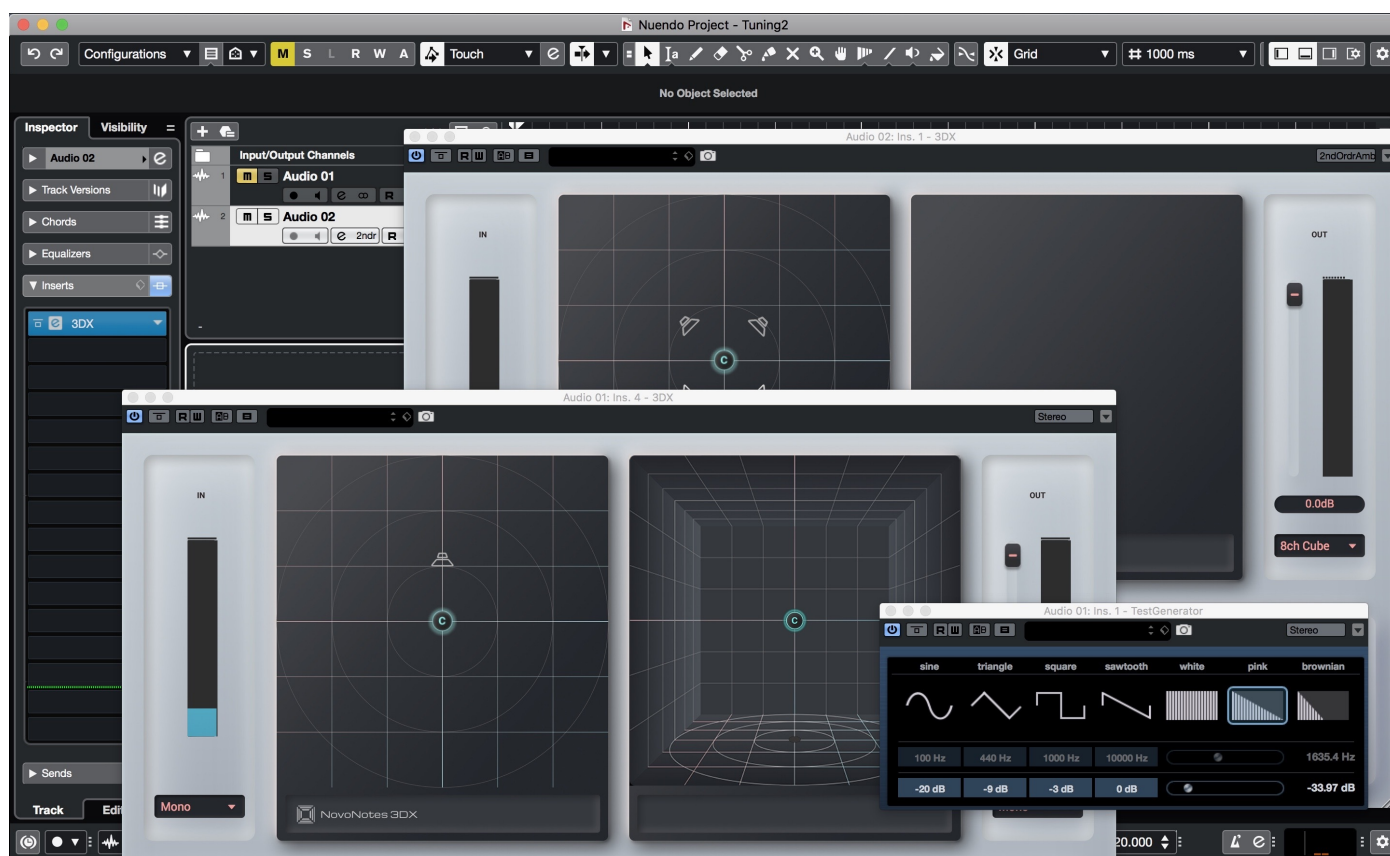 Nuendo Project - Tuning2
Configurations M S L R W A Touch Grid 1000 ms
No Object Selected
Inspector Visibility
Audio 02
Track Versions
Chords
Equalizers
Inserts
3DX
Sends
Track
Input/Output Channels
1 m S Audio 01
R
2 m S Audio 02
2ndr R
Audio 02: Ins. 1 - 3DX
2ndOrdrAmb
IN
C
OUT
0.0dB
8ch Cube
Audio 01: Ins. 4 - 3DX
Stereo
IN
C
C
OUT
Mono
NovoNotes 3DX
Audio 01: Ins. 1 - TestGenerator
Stereo
sine triangle square sawtooth white pink brownian
100 Hz 440 Hz 1000 Hz 10000 Hz 1635.4 Hz
-20 dB -9 dB -3 dB 0 dB -33.97 dB
20.000